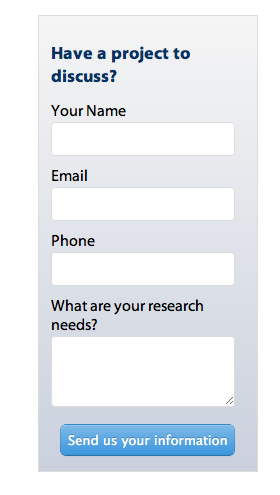 Have a project to
discuss?
Your Name
Email
Phone
What are your research
needs?
Send us your information